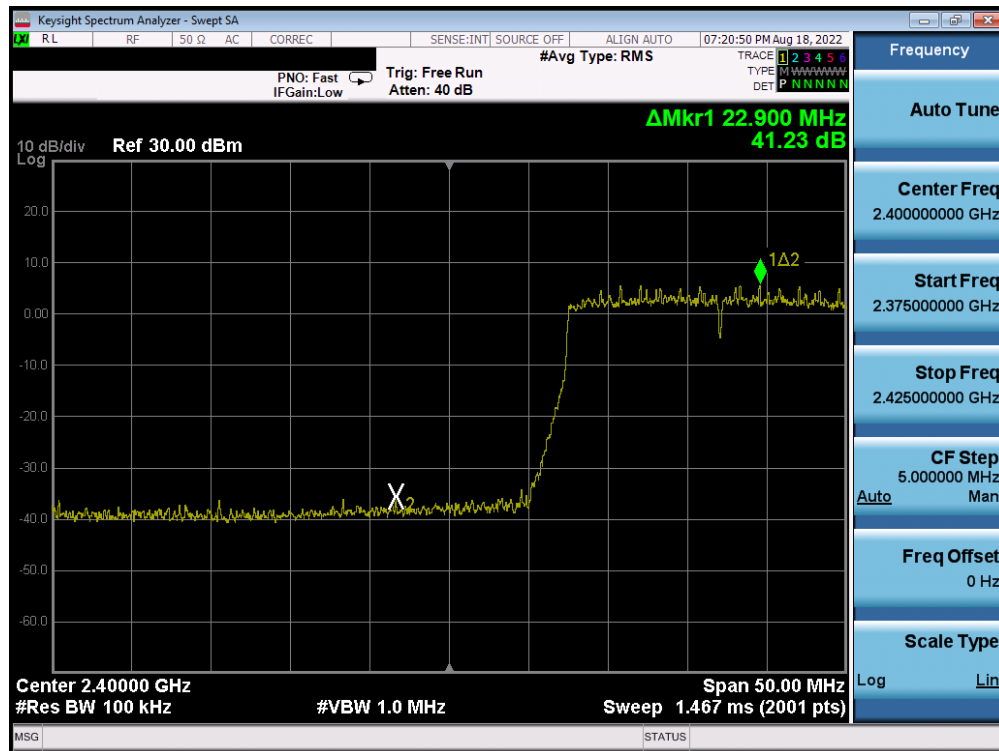 Keysight Spectrum Analyzer - Swept SA
LXI RL RF 50 Ω AC CORREC SENSE:INT SOURCE OFF ALIGN AUTO 07:20:50 PM Aug 18, 2022
#Avg Type: RMS TRACE 1 2 3 4 5 6
PNO: Fast Trig: Free Run TYPE M WWWWW
IFGain:Low Atten: 40 dB DET P N N N N N
ΔMkr1 22.900 MHz
41.23 dB
10 dB/div Ref 30.00 dBm
Log
20.0
10.0
0.00
-10.0
-20.0
-30.0
-40.0
-50.0
-60.0
1Δ2
X2
Center 2.40000 GHz Span 50.00 MHz
#Res BW 100 kHz #VBW 1.0 MHz Sweep 1.467 ms (2001 pts)
MSG STATUS
Frequency
Auto Tune
Center Freq
2.400000000 GHz
Start Freq
2.375000000 GHz
Stop Freq
2.425000000 GHz
CF Step
5.000000 MHz
Auto Man
Freq Offset
0 Hz
Scale Type
Log Lin